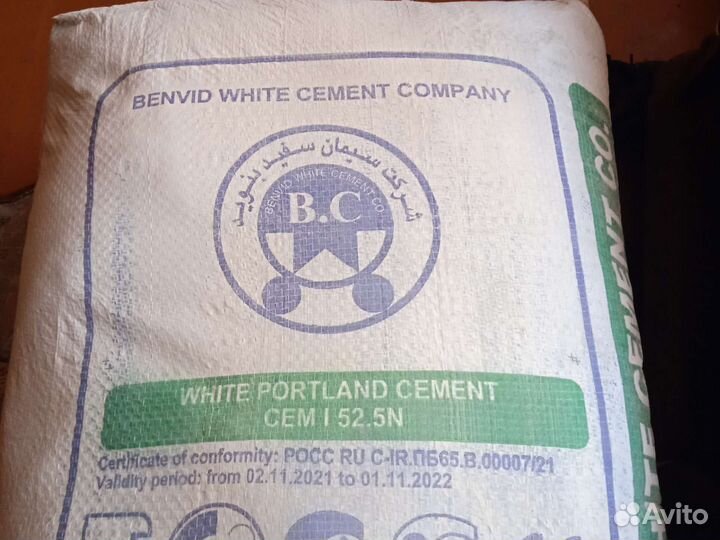 BENVID WHITE CEMENT COMPANY
شرکت سیمان سفید بنوید
BENVID WHITE CEMENT CO.
B.C
WHITE PORTLAND CEMENT
CEM I 52.5N
Certificate of conformity: РОСС RU C-IR.ПБ65.В.00007/21
Validity period: from 02.11.2021 to 01.11.2022
TE CEMENT CO.
Avito